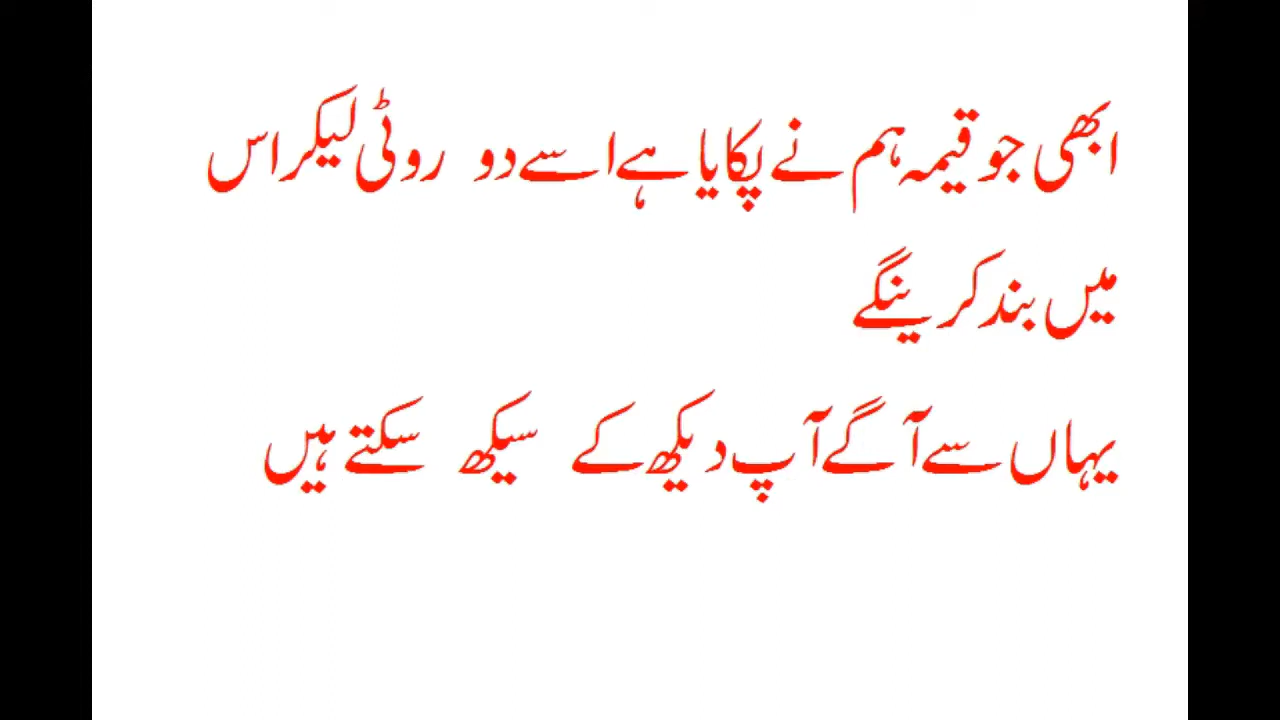 ابھی جو قیمہ ہم نے پکایا ہے اسے دو روٹی لیکر اس
میں بند کرینگے
یہاں سے آگے آپ دیکھ کے سیکھ سکتے ہیں